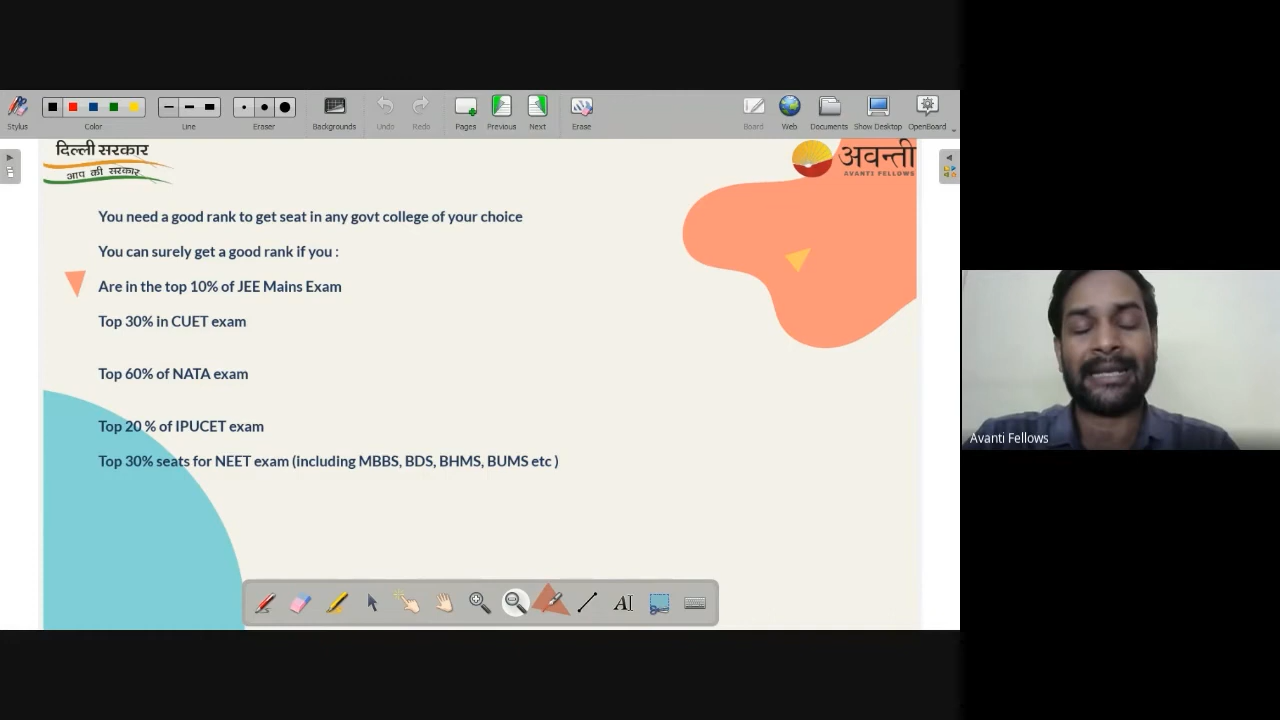 Stylus
Color
Line
Eraser
Backgrounds
Undo
Redo
Pages
Previous
Next
Erase
Board
Web
Documents
Show Desktop
OpenBoard
दिल्ली सरकार
आप की सरकार
अवन्ती
AVANTI FELLOWS
You need a good rank to get seat in any govt college of your choice
You can surely get a good rank if you :
Are in the top 10% of JEE Mains Exam
Top 30% in CUET exam
Top 60% of NATA exam
Top 20 % of IPUCET exam
Top 30% seats for NEET exam (including MBBS, BDS, BHMS, BUMS etc )
AI
Avanti Fellows